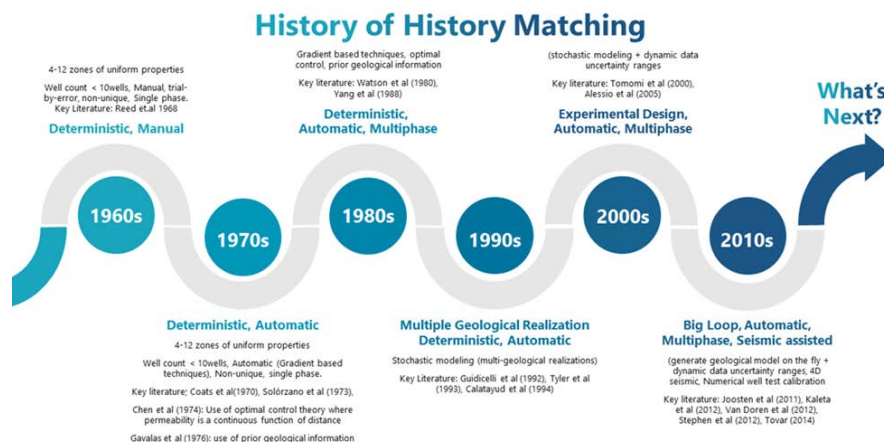 History of History Matching
4-12 zones of uniform properties
Well count < 10wells, Manual, trial-
by-error, non-unique, Single phase.
Key Literature: Reed et.al 1968
Deterministic, Manual
Gradient based techniques, optimal
control, prior geological information
Key literature: Watson et al (1980),
Yang et al (1988)
Deterministic,
Automatic, Multiphase
(stochastic modeling + dynamic data
uncertainty ranges
Key literature: Tomomi et al (2000),
Alessio et al (2005)
Experimental Design,
Automatic, Multiphase
What's
Next?
1960s
1970s
1980s
1990s
2000s
2010s
Deterministic, Automatic
4-12 zones of uniform properties
Well count < 10wells, Automatic (Gradient based
techniques), Non-unique, single phase.
Key literature; Coats et al(1970), Solórzano et al (1973),
Chen et al (1974): Use of optimal control theory where
permeability is a continuous function of distance
Gavalas et al (1976): use of prior geological information
Multiple Geological Realization
Deterministic, Automatic
Stochastic modeling (multi-geological realizations)
Key Literature: Guidicelli et al (1992), Tyler et al
(1993), Calatayud et al (1994)
Big Loop, Automatic,
Multiphase, Seismic assisted
(generate geological model on the fly +
dynamic data uncertainty ranges, 4D
seismic, Numerical well test calibration
Key literature: Joosten et al (2011), Kaleta
et al (2012), Van Doren et al (2012),
Stephen et al (2012), Tovar (2014)